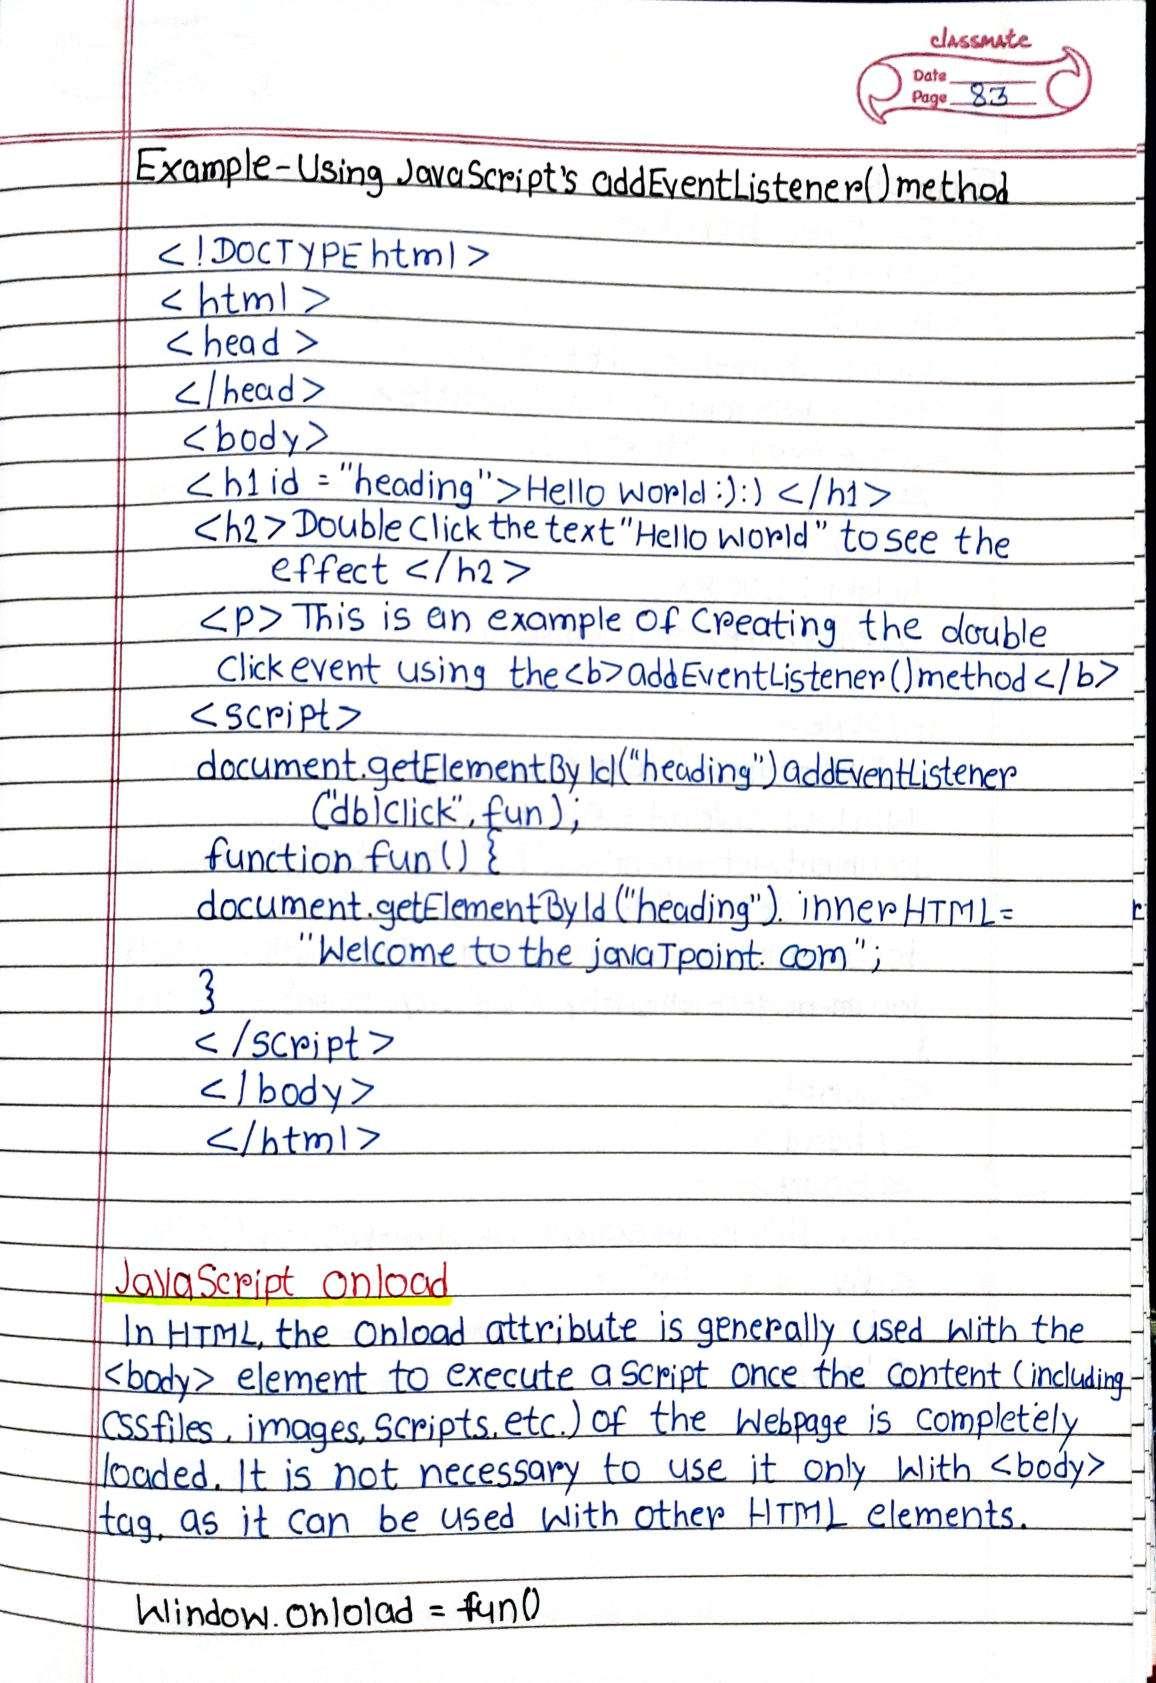 classmate
Date
Page 83
Example-Using JavaScript's addEventListener() method
<!DOCTYPE html>
<html>
<head>
</head>
<body>
<h1 id = "heading">Hello world :):) </h1>
<h2> Double Click the text "Hello world" to see the
effect </h2>
<p> This is an example of Creating the double
Click event using the <b> addEventListener() method </b>
<script>
document.getElementById("heading") addEventListener
("dblclick", fun);
function fun() {
document.getElementById("heading"). innerHTML=
"Welcome to the javaTpoint. com";
}
</script>
</body>
</html>
JavaScript onload
In HTML, the onload attribute is generally used with the
<body> element to execute a script once the content (including
CSS files, images, scripts, etc.) of the webpage is completely
loaded. It is not necessary to use it only with <body>
tag, as it can be used with other HTML elements.
Window.onlolad = fun()